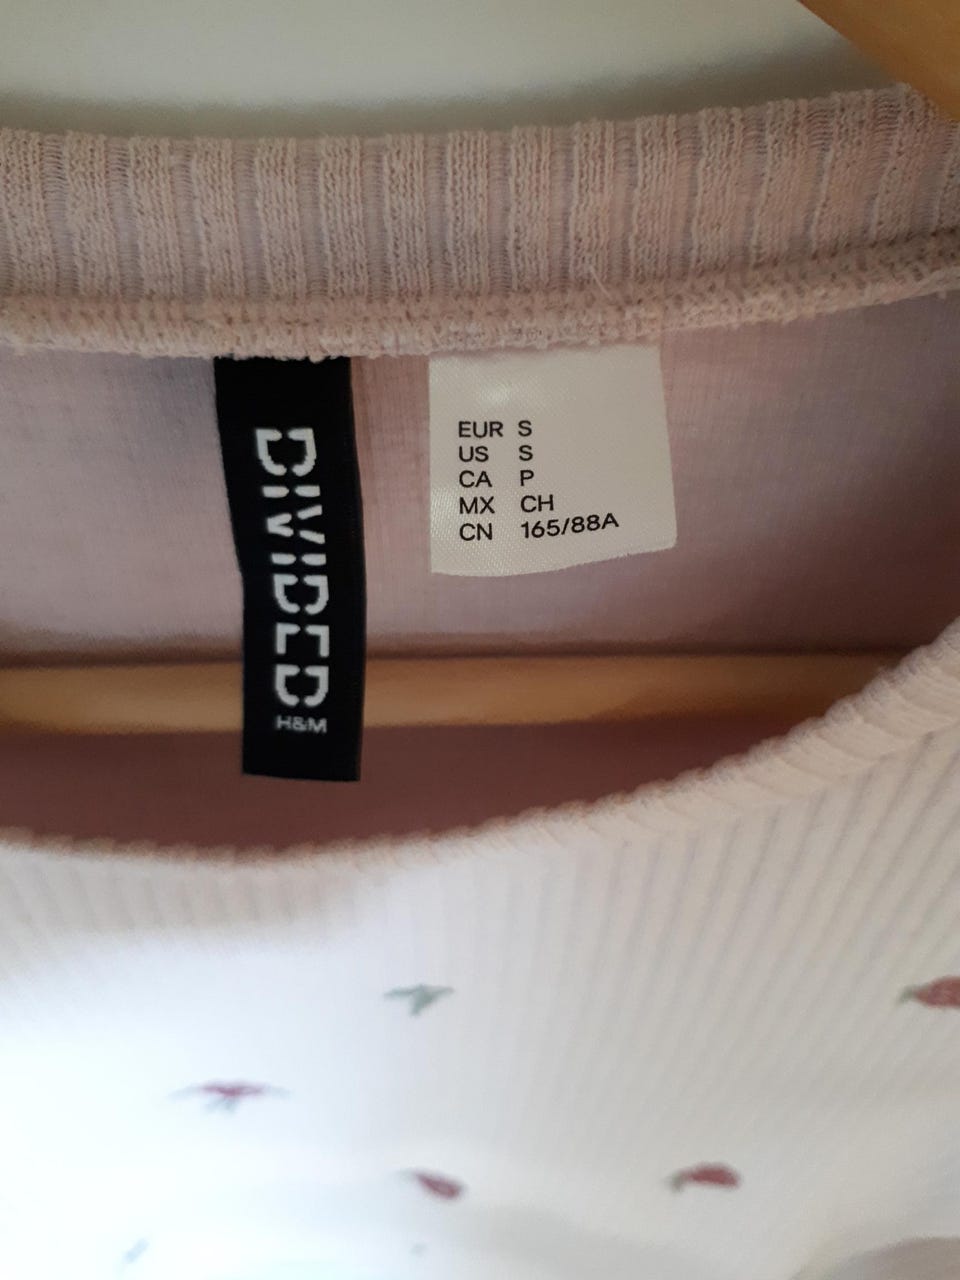 DIVIDED
H&M
EUR S
US S
CA P
MX CH
CN 165/88A